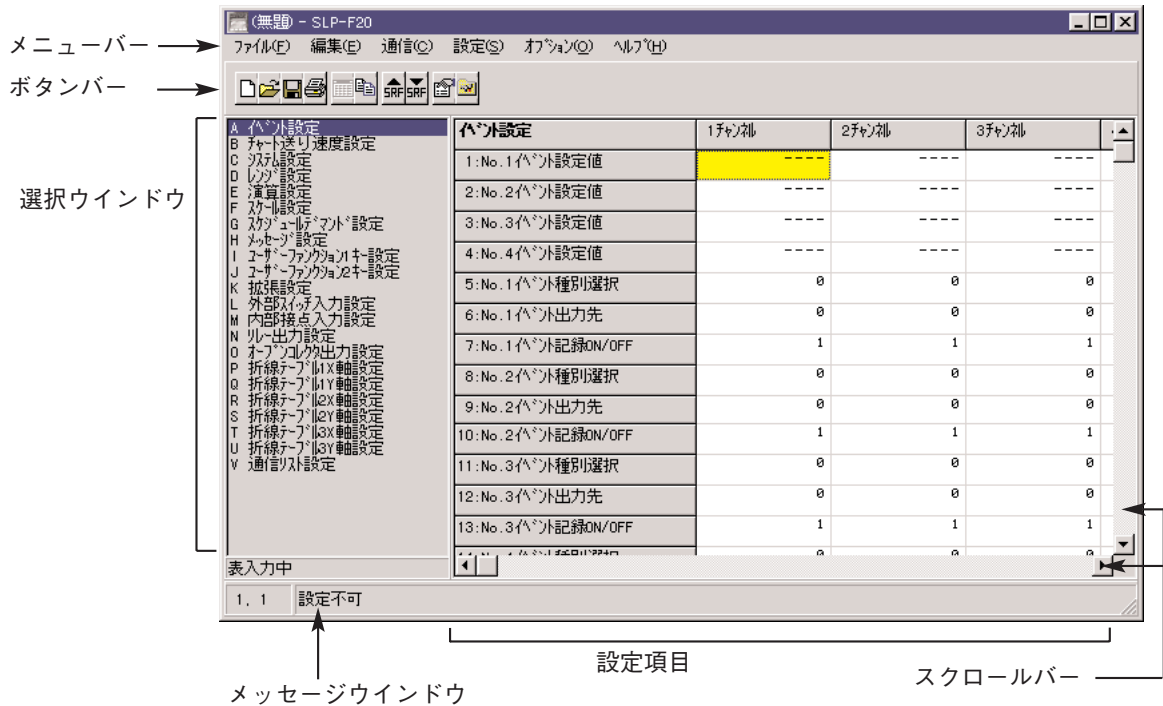 (無題) - SLP-F20
メニューバー
ﾌｧｲﾙ(F) 編集(E) 通信(C) 設定(S) ｵﾌﾟｼｮﾝ(O) ﾍﾙﾌﾟ(H)
ボタンバー
SRF SRF
選択ウインドウ
A ｲﾍﾞﾝﾄ設定
B ﾁｬｰﾄ送り速度設定
C ｼｽﾃﾑ設定
D ﾚﾝｼﾞ設定
E 演算設定
F ｽｹｰﾙ設定
G ｽｹｼﾞｭｰﾙﾃﾞﾏﾝﾄﾞ設定
H ﾒｯｾｰｼﾞ設定
I ﾕｰｻﾞｰﾌｧﾝｸｼｮﾝ1キー設定
J ﾕｰｻﾞｰﾌｧﾝｸｼｮﾝ2キー設定
K 拡張設定
L 外部ｽｲｯﾁ入力設定
M 内部接点入力設定
N ﾘﾚｰ出力設定
O ｵｰﾌﾟﾝｺﾚｸﾀ出力設定
P 折線ﾃｰﾌﾞﾙ1X軸設定
Q 折線ﾃｰﾌﾞﾙ1Y軸設定
R 折線ﾃｰﾌﾞﾙ2X軸設定
S 折線ﾃｰﾌﾞﾙ2Y軸設定
T 折線ﾃｰﾌﾞﾙ3X軸設定
U 折線ﾃｰﾌﾞﾙ3Y軸設定
V 通信ﾘｽﾄ設定
表入力中
ｲﾍﾞﾝﾄ設定 1ﾁｬﾝﾈﾙ 2ﾁｬﾝﾈﾙ 3ﾁｬﾝﾈﾙ
1:No.1ｲﾍﾞﾝﾄ設定値 ---- ---- ----
2:No.2ｲﾍﾞﾝﾄ設定値 ---- ---- ----
3:No.3ｲﾍﾞﾝﾄ設定値 ---- ---- ----
4:No.4ｲﾍﾞﾝﾄ設定値 ---- ---- ----
5:No.1ｲﾍﾞﾝﾄ種別選択 0 0 0
6:No.1ｲﾍﾞﾝﾄ出力先 0 0 0
7:No.1ｲﾍﾞﾝﾄ記録ON/OFF 1 1 1
8:No.2ｲﾍﾞﾝﾄ種別選択 0 0 0
9:No.2ｲﾍﾞﾝﾄ出力先 0 0 0
10:No.2ｲﾍﾞﾝﾄ記録ON/OFF 1 1 1
11:No.3ｲﾍﾞﾝﾄ種別選択 0 0 0
12:No.3ｲﾍﾞﾝﾄ出力先 0 0 0
13:No.3ｲﾍﾞﾝﾄ記録ON/OFF 1 1 1
1, 1 設定不可
設定項目
スクロールバー
メッセージウインドウ